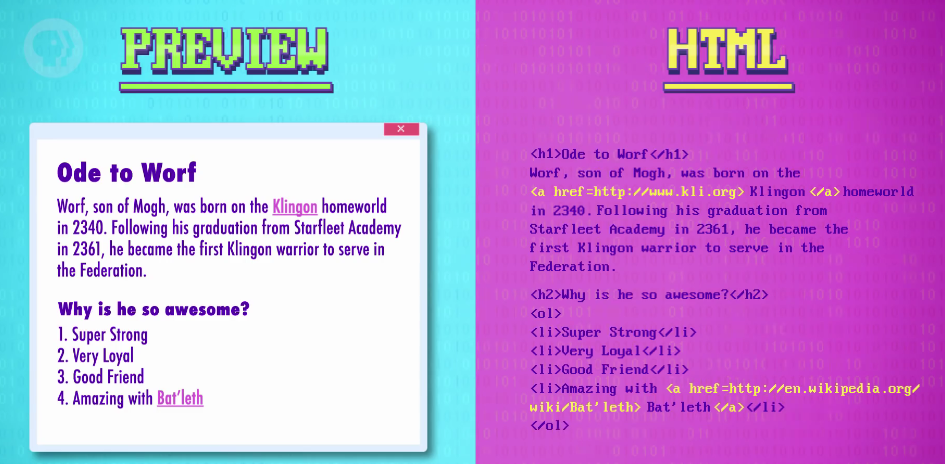 PREVIEW
Ode to Worf
Worf, son of Mogh, was born on the Klingon homeworld
in 2340. Following his graduation from Starfleet Academy
in 2361, he became the first Klingon warrior to serve in
the Federation.
Why is he so awesome?
1. Super Strong
2. Very Loyal
3. Good Friend
4. Amazing with Bat'leth
HTML
<h1>Ode to Worf</h1>
Worf, son of Mogh, was born on the
<a href=http://www.kli.org> Klingon </a>homeworld
in 2340. Following his graduation from
Starfleet Academy in 2361, he became the
first Klingon warrior to serve in the
Federation.
<h2>Why is he so awesome?</h2>
<ol>
<li>Super Strong</li>
<li>Very Loyal</li>
<li>Good Friend</li>
<li>Amazing with <a href=http://en.wikipedia.org/
wiki/Bat'leth> Bat'leth </a></li>
</ol>